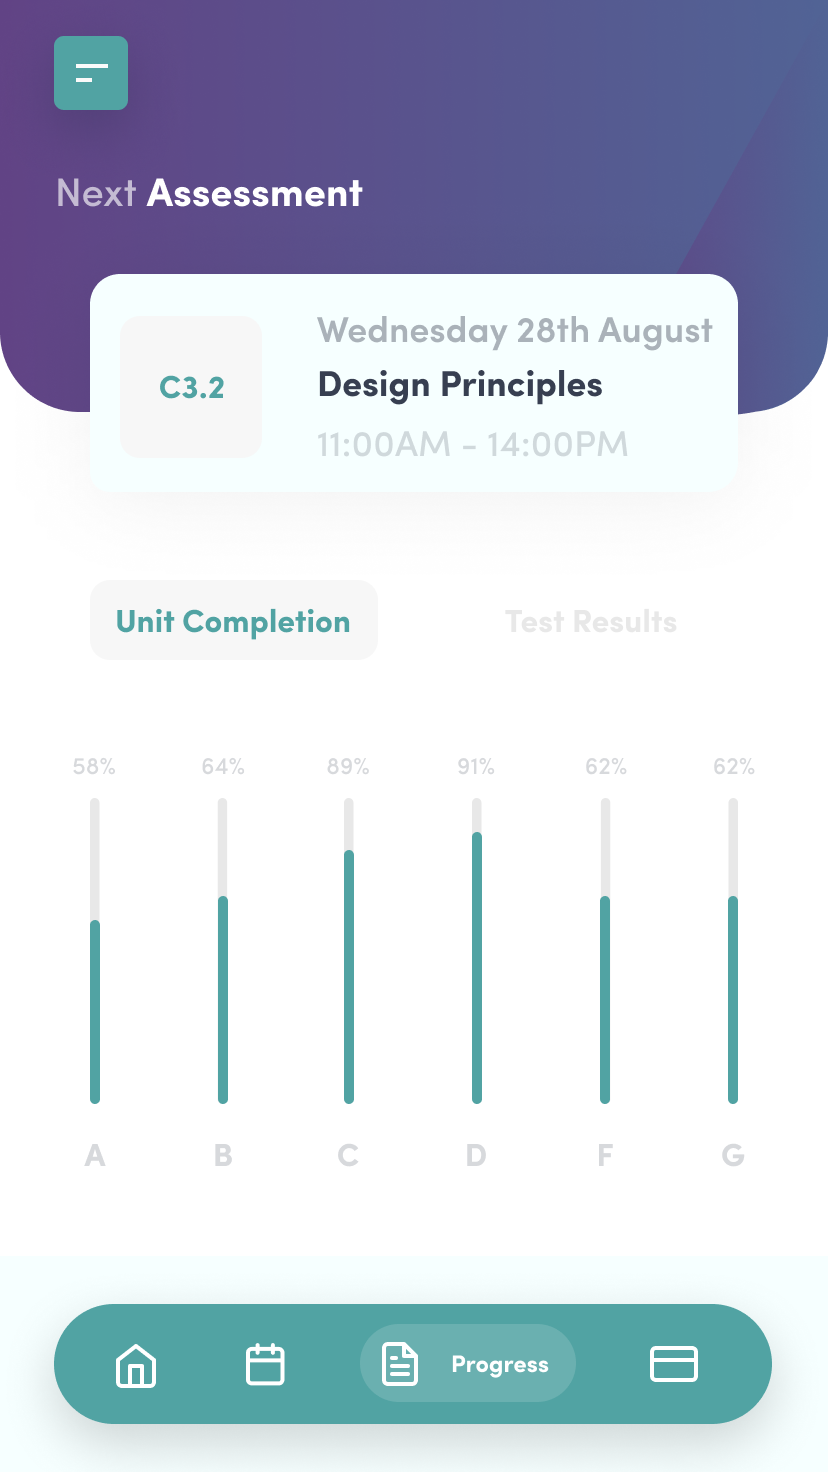 Next Assessment
Wednesday 28th August
C3.2
Design Principles
11:00AM - 14:00PM
Unit Completion
Test Results
58% 64% 89% 91% 62% 62%
A B C D F G
Progress